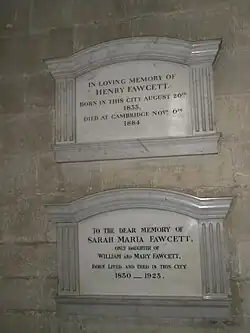 IN LOVING MEMORY OF
HENRY FAWCETT.
BORN IN THIS CITY AUGUST 26TH
1833.
DIED AT CAMBRIDGE NOV. 6TH
1884
TO THE DEAR MEMORY OF
SARAH MARIA FAWCETT,
ONLY DAUGHTER OF
WILLIAM AND MARY FAWCETT,
BORN LIVED AND DIED IN THIS CITY
1830 — 1923.